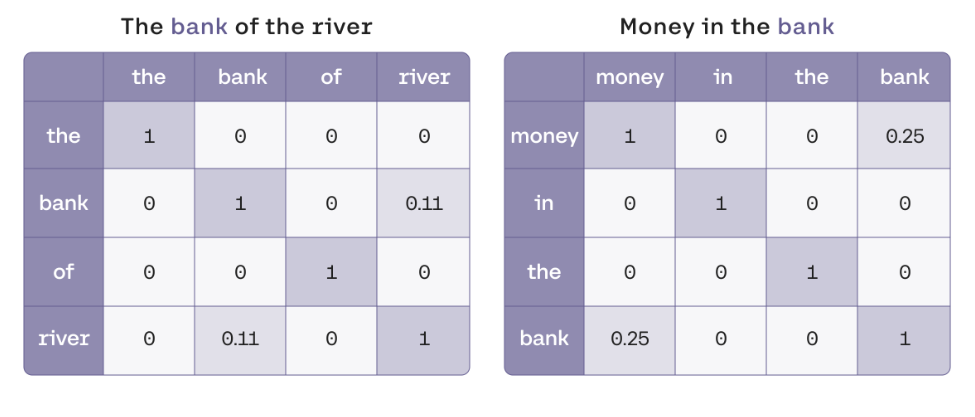 The bank of the river
the bank of river
the 1 0 0 0
bank 0 1 0 0.11
of 0 0 1 0
river 0 0.11 0 1
Money in the bank
money in the bank
money 1 0 0 0.25
in 0 1 0 0
the 0 0 1 0
bank 0.25 0 0 1